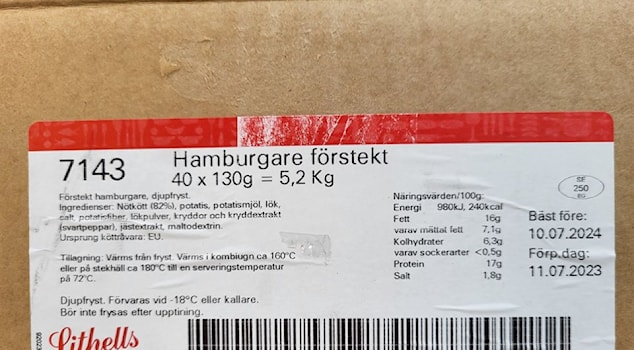 7143
Hamburgare förstekt
40 x 130g = 5,2 Kg
Förstekt hamburgare, djupfryst.
Ingredienser: Nötkött (82%), potatis, potatismjöl, lök,
salt, potatisfiber, lökpulver, kryddor och kryddextrakt
(svartpeppar), jästextrakt, maltodextrin.
Ursprung köttråvara: EU.
Tillagning: Värms från fryst. Värms i kombiugn ca 160°C
eller på stekhäll ca 180°C till en serveringstemperatur
på 72°C.
Djupfryst. Förvaras vid -18°C eller kallare.
Bör inte frysas efter upptining.
Näringsvärden/100g:
Energi 980kJ, 240kcal
Fett 16g
varav mättat fett 7,1g
Kolhydrater 6,3g
varav sockerarter <0,5g
Protein 17g
Salt 1,8g
SE
250
EG
Bäst före:
10.07.2024
Förp.dag:
11.07.2023
Lithells